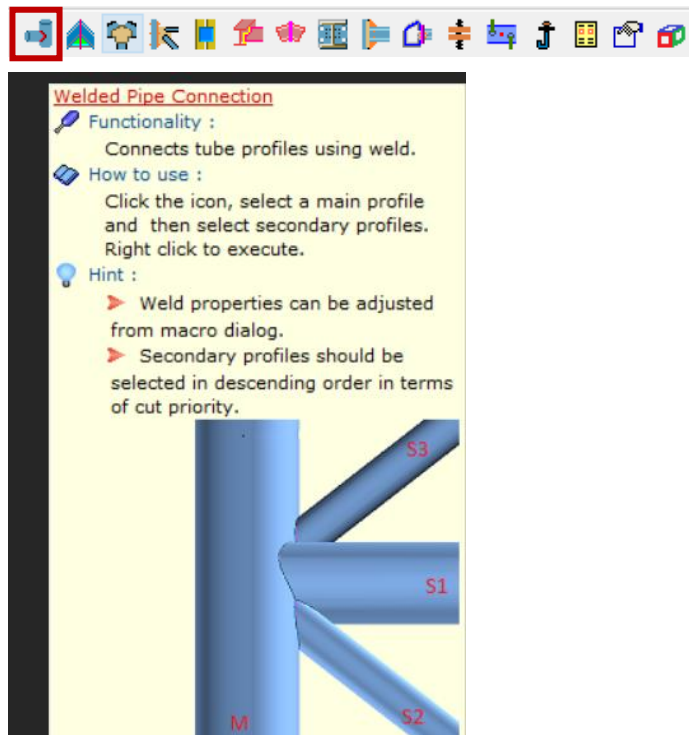 Welded Pipe Connection
Functionality :
Connects tube profiles using weld.
How to use :
Click the icon, select a main profile
and then select secondary profiles.
Right click to execute.
Hint :
Weld properties can be adjusted
from macro dialog.
Secondary profiles should be
selected in descending order in terms
of cut priority.
S3
S1
S2
M